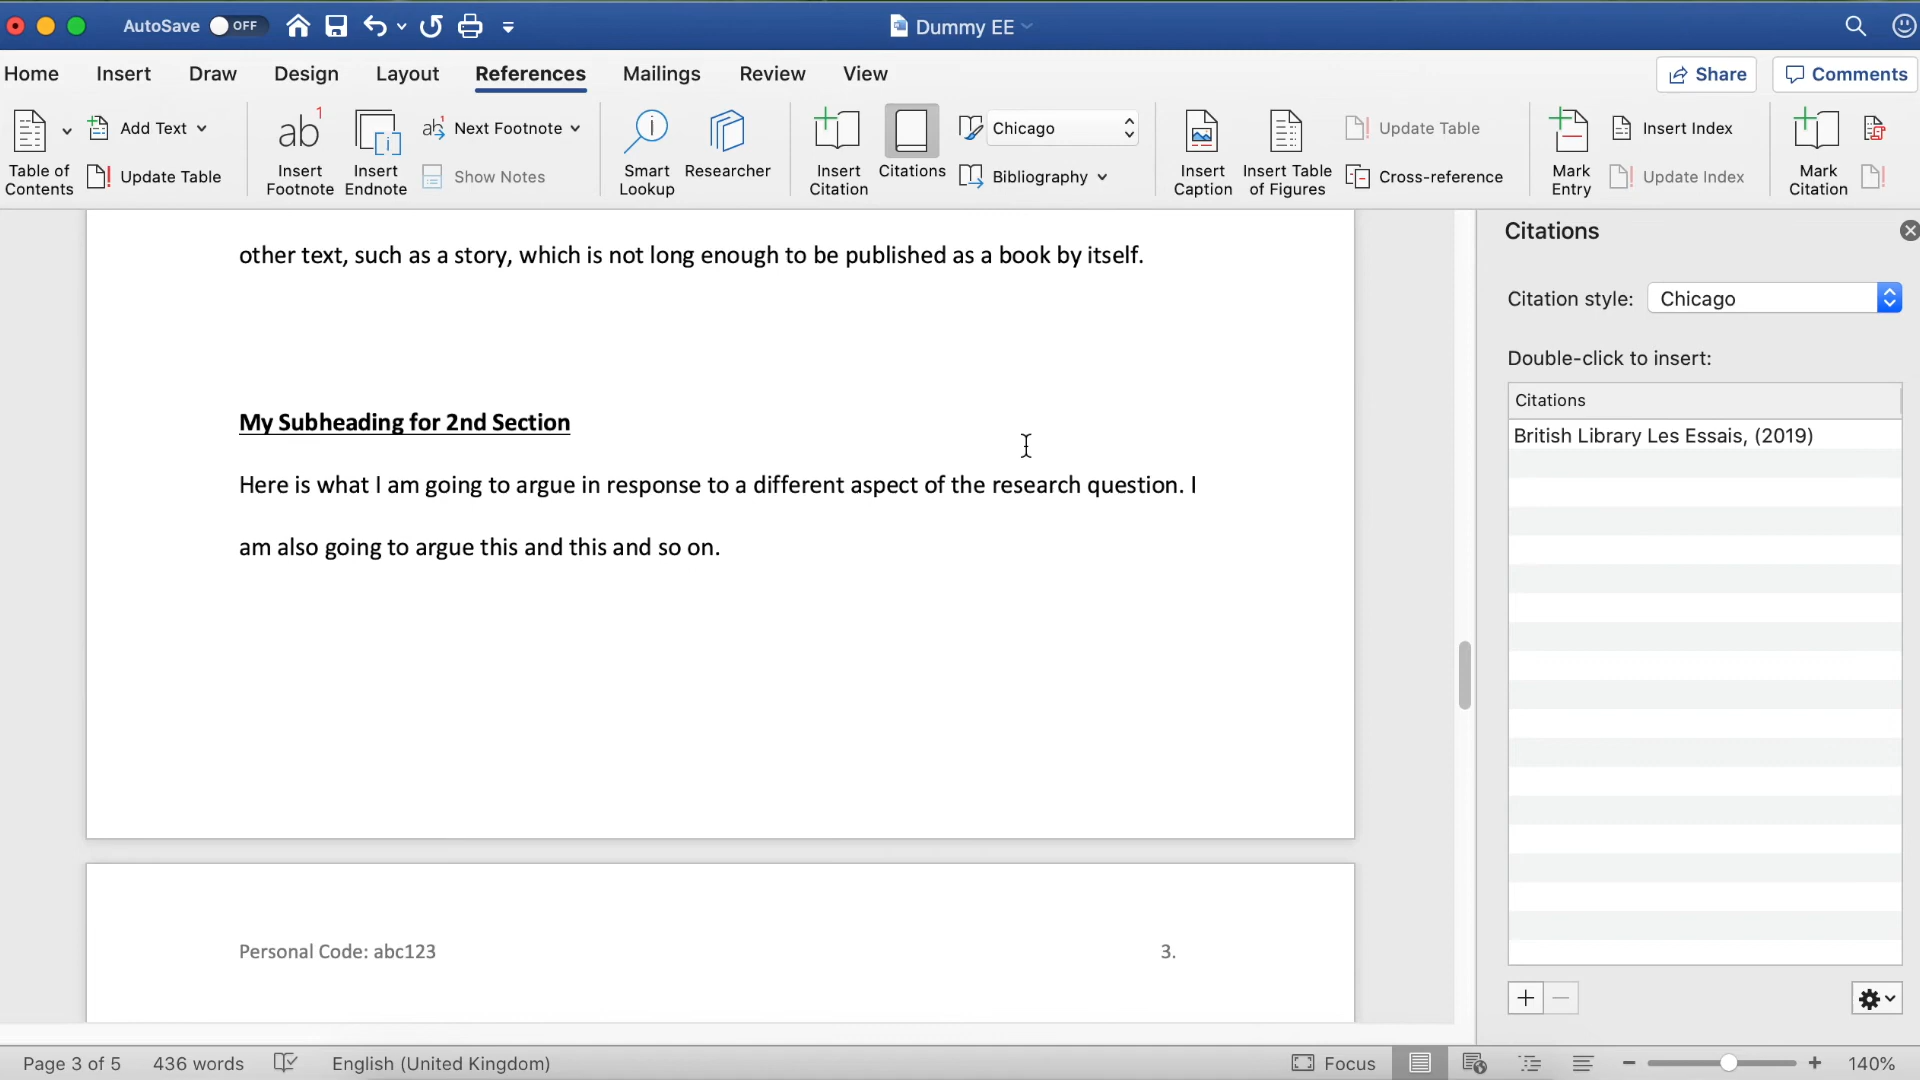 AutoSave OFF Dummy EE
Home Insert Draw Design Layout References Mailings Review View Share Comments
Table of Contents
Add Text
Update Table
ab1
Insert Footnote
Insert Endnote
ab1 Next Footnote
Show Notes
Smart Lookup
Researcher
Insert Citation
Citations
Chicago
Bibliography
Insert Caption
Insert Table of Figures
Update Table
Cross-reference
Mark Entry
Insert Index
Update Index
Mark Citation
other text, such as a story, which is not long enough to be published as a book by itself.
My Subheading for 2nd Section
Here is what I am going to argue in response to a different aspect of the research question. I
am also going to argue this and this and so on.
Personal Code: abc123 3.
Citations
Citation style: Chicago
Double-click to insert:
Citations
British Library Les Essais, (2019)
Page 3 of 5 436 words English (United Kingdom) Focus 140%